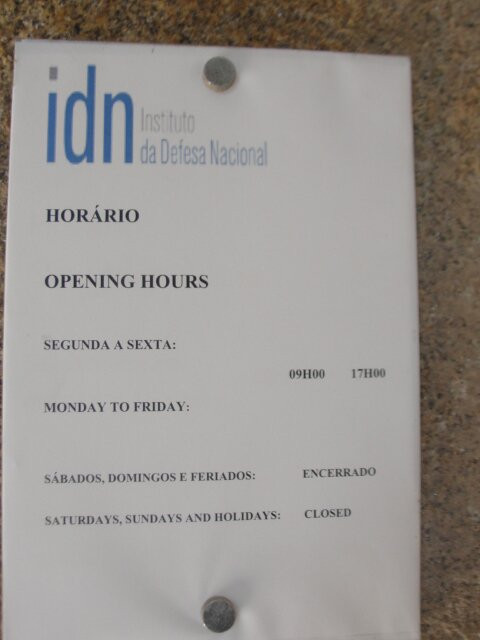 idn Instituto
da Defesa Nacional
HORÁRIO
OPENING HOURS
SEGUNDA A SEXTA:
09H00 17H00
MONDAY TO FRIDAY:
SÁBADOS, DOMINGOS E FERIADOS: ENCERRADO
SATURDAYS, SUNDAYS AND HOLIDAYS: CLOSED